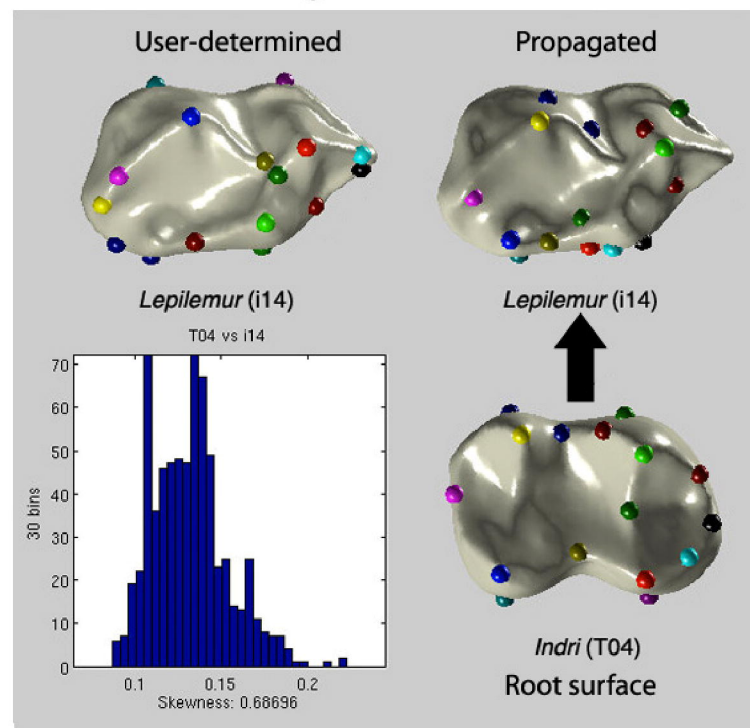 User-determined
Propagated
Lepilemur (i14)
Lepilemur (i14)
T04 vs i14
70
60
50
40
30
20
10
0
30 bins
0.1
0.15
0.2
Skewness: 0.68696
Indri (T04)
Root surface